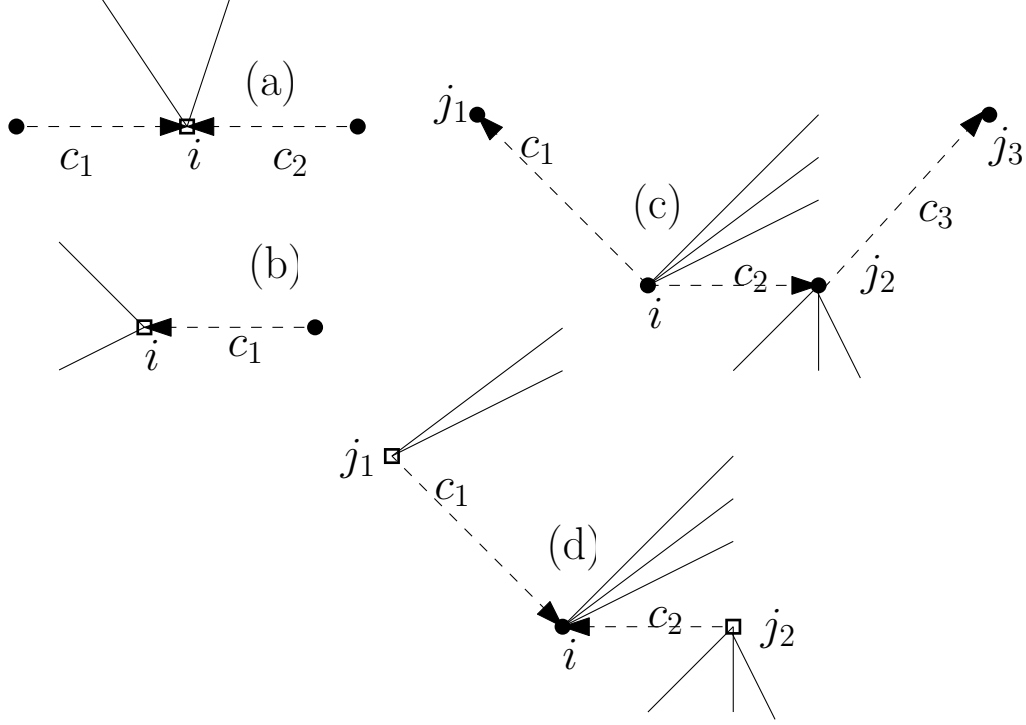 (a)
c₁ i c₂
(b)
i c₁
j₁ c₁ (c) j₃
c₃
c₂ j₂
i
j₁ c₁
(d)
c₂ j₂
i